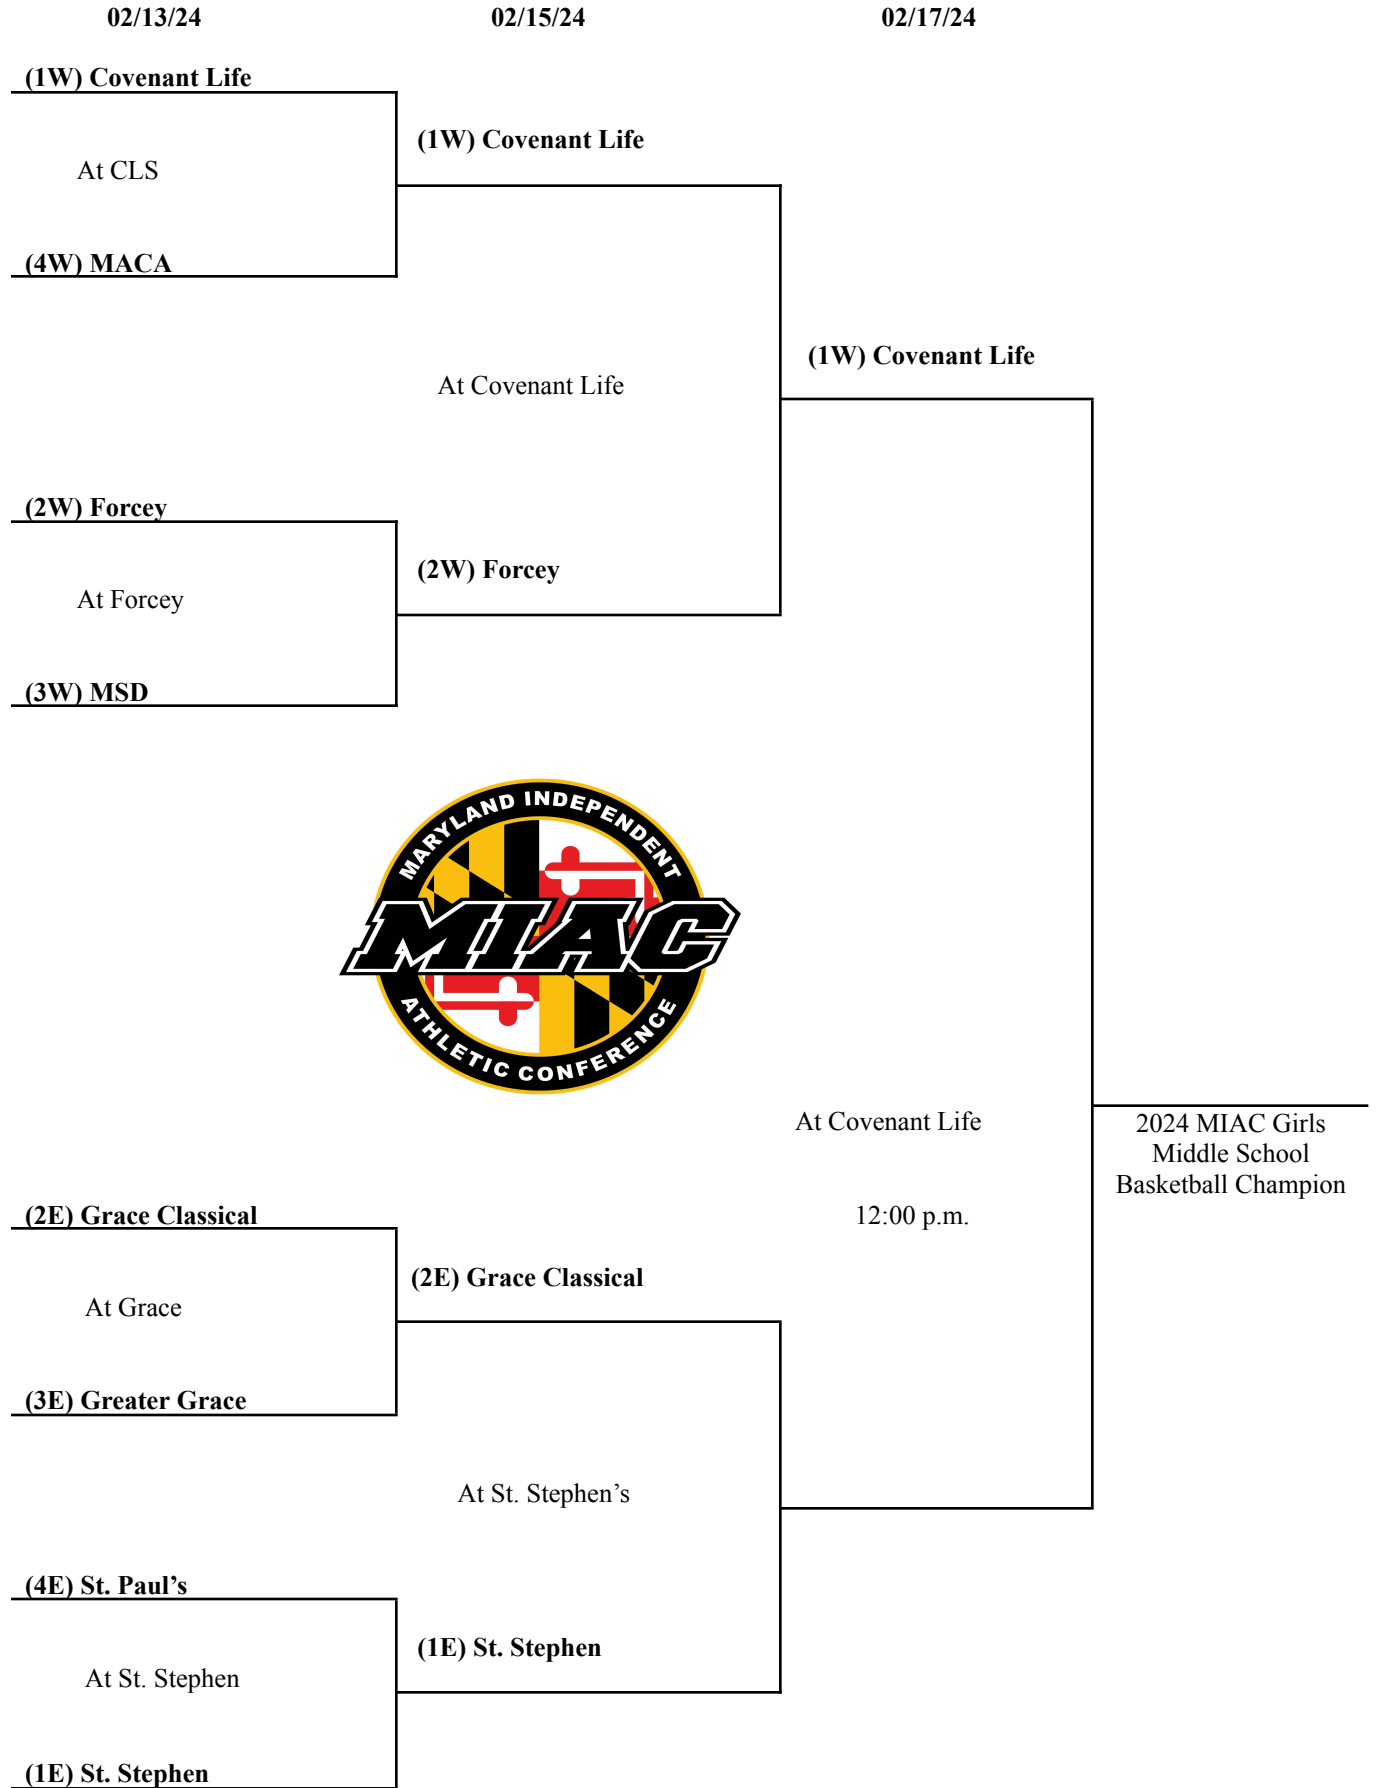 02/13/24 02/15/24 02/17/24
(1W) Covenant Life
(1W) Covenant Life
At CLS
(4W) MACA
(1W) Covenant Life
At Covenant Life
(2W) Forcey
(2W) Forcey
At Forcey
(3W) MSD
MARYLAND INDEPENDENT
MIAC
ATHLETIC CONFERENCE
At Covenant Life
2024 MIAC Girls
Middle School
Basketball Champion
(2E) Grace Classical
12:00 p.m.
(2E) Grace Classical
At Grace
(3E) Greater Grace
At St. Stephen’s
(4E) St. Paul’s
(1E) St. Stephen
At St. Stephen
(1E) St. Stephen